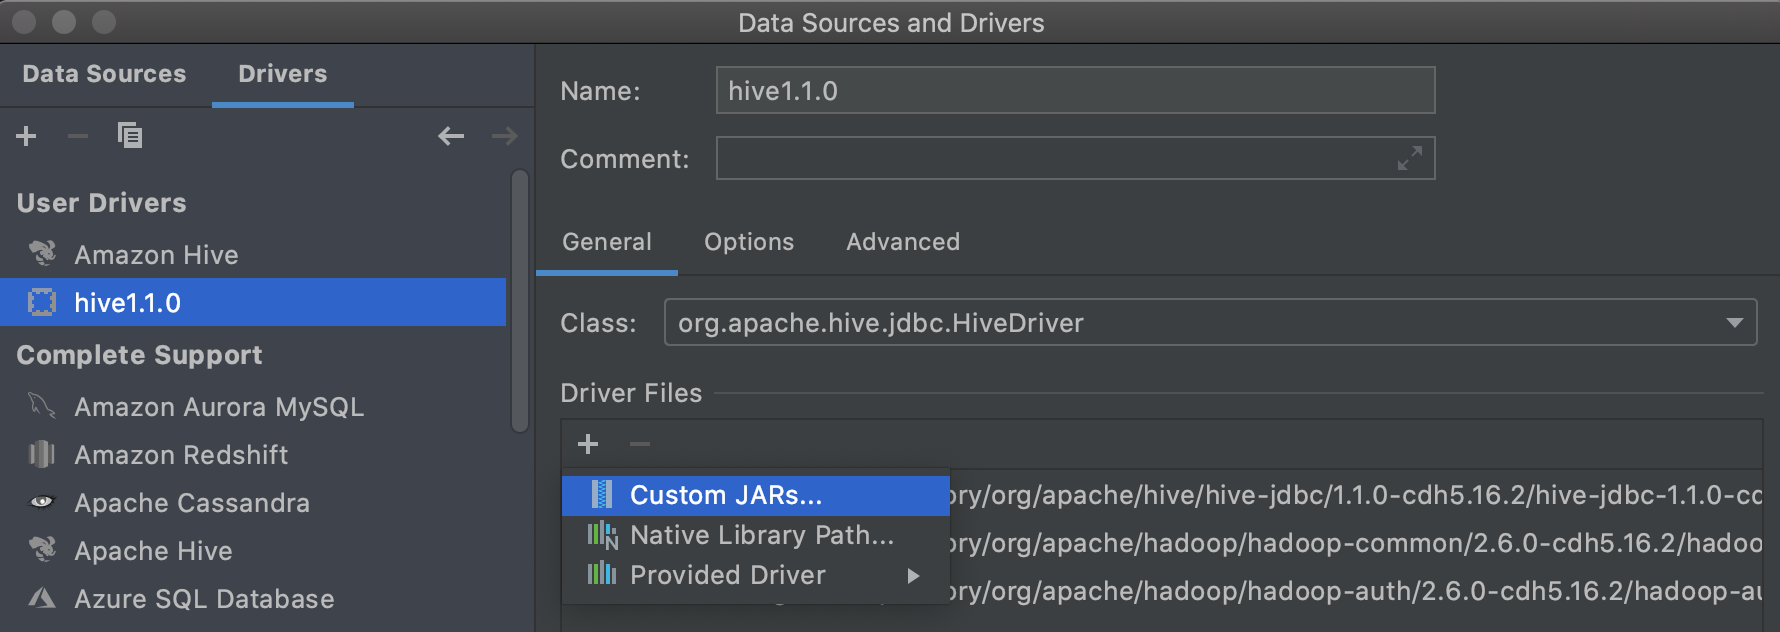 Data Sources and Drivers
Data Sources
Drivers
User Drivers
Amazon Hive
hive1.1.0
Complete Support
Amazon Aurora MySQL
Amazon Redshift
Apache Cassandra
Apache Hive
Azure SQL Database
Name: hive1.1.0
Comment:
General
Options
Advanced
Class: org.apache.hive.jdbc.HiveDriver
Driver Files
Custom JARs...
Native Library Path...
Provided Driver
ory/org/apache/hive/hive-jdbc/1.1.0-cdh5.16.2/hive-jdbc-1.1.0-cd
ory/org/apache/hadoop/hadoop-common/2.6.0-cdh5.16.2/hadoo
ory/org/apache/hadoop/hadoop-auth/2.6.0-cdh5.16.2/hadoop-au